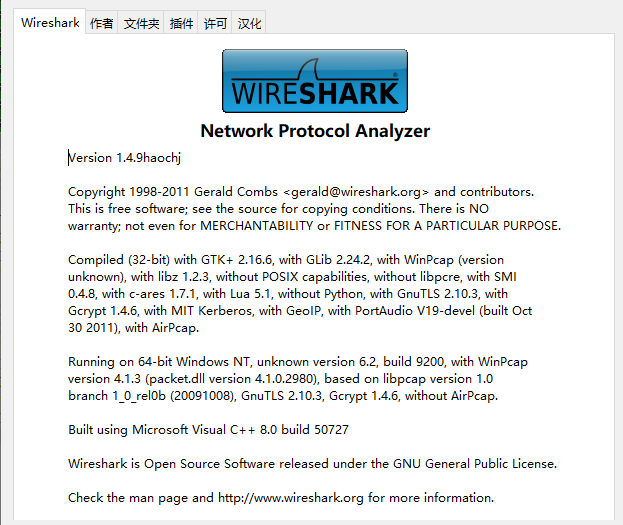 Wireshark 作者 文件夹 插件 许可 汉化
WIRESHARK®
Network Protocol Analyzer
Version 1.4.9haochj
Copyright 1998-2011 Gerald Combs <gerald@wireshark.org> and contributors.
This is free software; see the source for copying conditions. There is NO
warranty; not even for MERCHANTABILITY or FITNESS FOR A PARTICULAR PURPOSE.
Compiled (32-bit) with GTK+ 2.16.6, with GLib 2.24.2, with WinPcap (version
unknown), with libz 1.2.3, without POSIX capabilities, without libpcre, with SMI
0.4.8, with c-ares 1.7.1, with Lua 5.1, without Python, with GnuTLS 2.10.3, with
Gcrypt 1.4.6, with MIT Kerberos, with GeoIP, with PortAudio V19-devel (built Oct
30 2011), with AirPcap.
Running on 64-bit Windows NT, unknown version 6.2, build 9200, with WinPcap
version 4.1.3 (packet.dll version 4.1.0.2980), based on libpcap version 1.0
branch 1_0_rel0b (20091008), GnuTLS 2.10.3, Gcrypt 1.4.6, without AirPcap.
Built using Microsoft Visual C++ 8.0 build 50727
Wireshark is Open Source Software released under the GNU General Public License.
Check the man page and http://www.wireshark.org for more information.